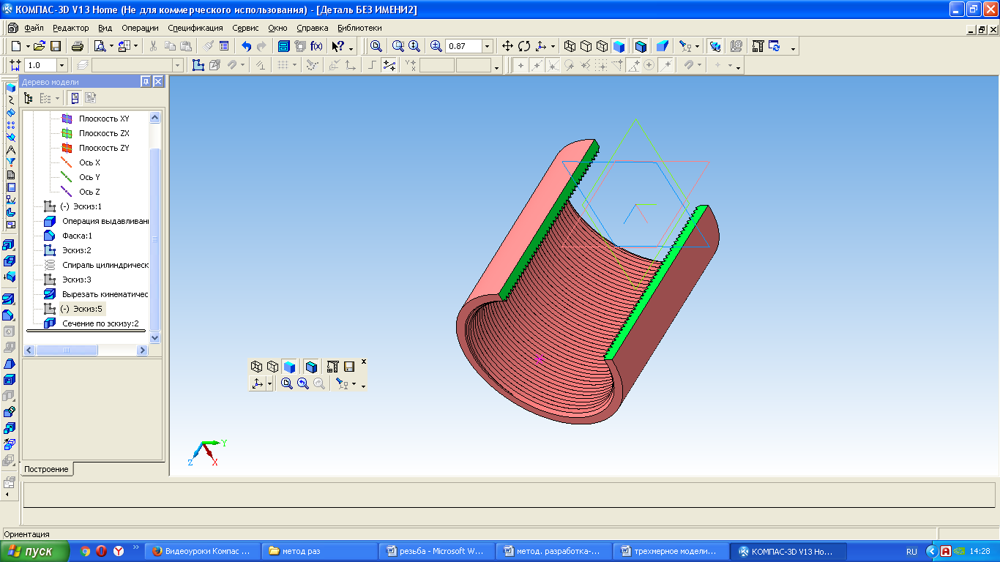 КОМПАС-3D V13 Home (Не для коммерческого использования) - [Деталь БЕЗ ИМЕНИ2]
Файл Редактор Вид Операции Спецификация Сервис Окно Справка Библиотеки
f(x) 0.87
1.0
Дерево модели
Плоскость XY
Плоскость ZX
Плоскость ZY
Ось X
Ось Y
Ось Z
(-) Эскиз:1
Операция выдавливан
Фаска:1
Эскиз:2
Спираль цилиндрическ
Эскиз:3
Вырезать кинематичес
(-) Эскиз:5
Сечение по эскизу:2
Построение
Y
Z X
Ориентация
пуск Видеоуроки Компас ... метод раз резьба - Microsoft W... метод. разработка-... трехмерное модели... КОМПАС-3D V13 Ho... RU 14:28